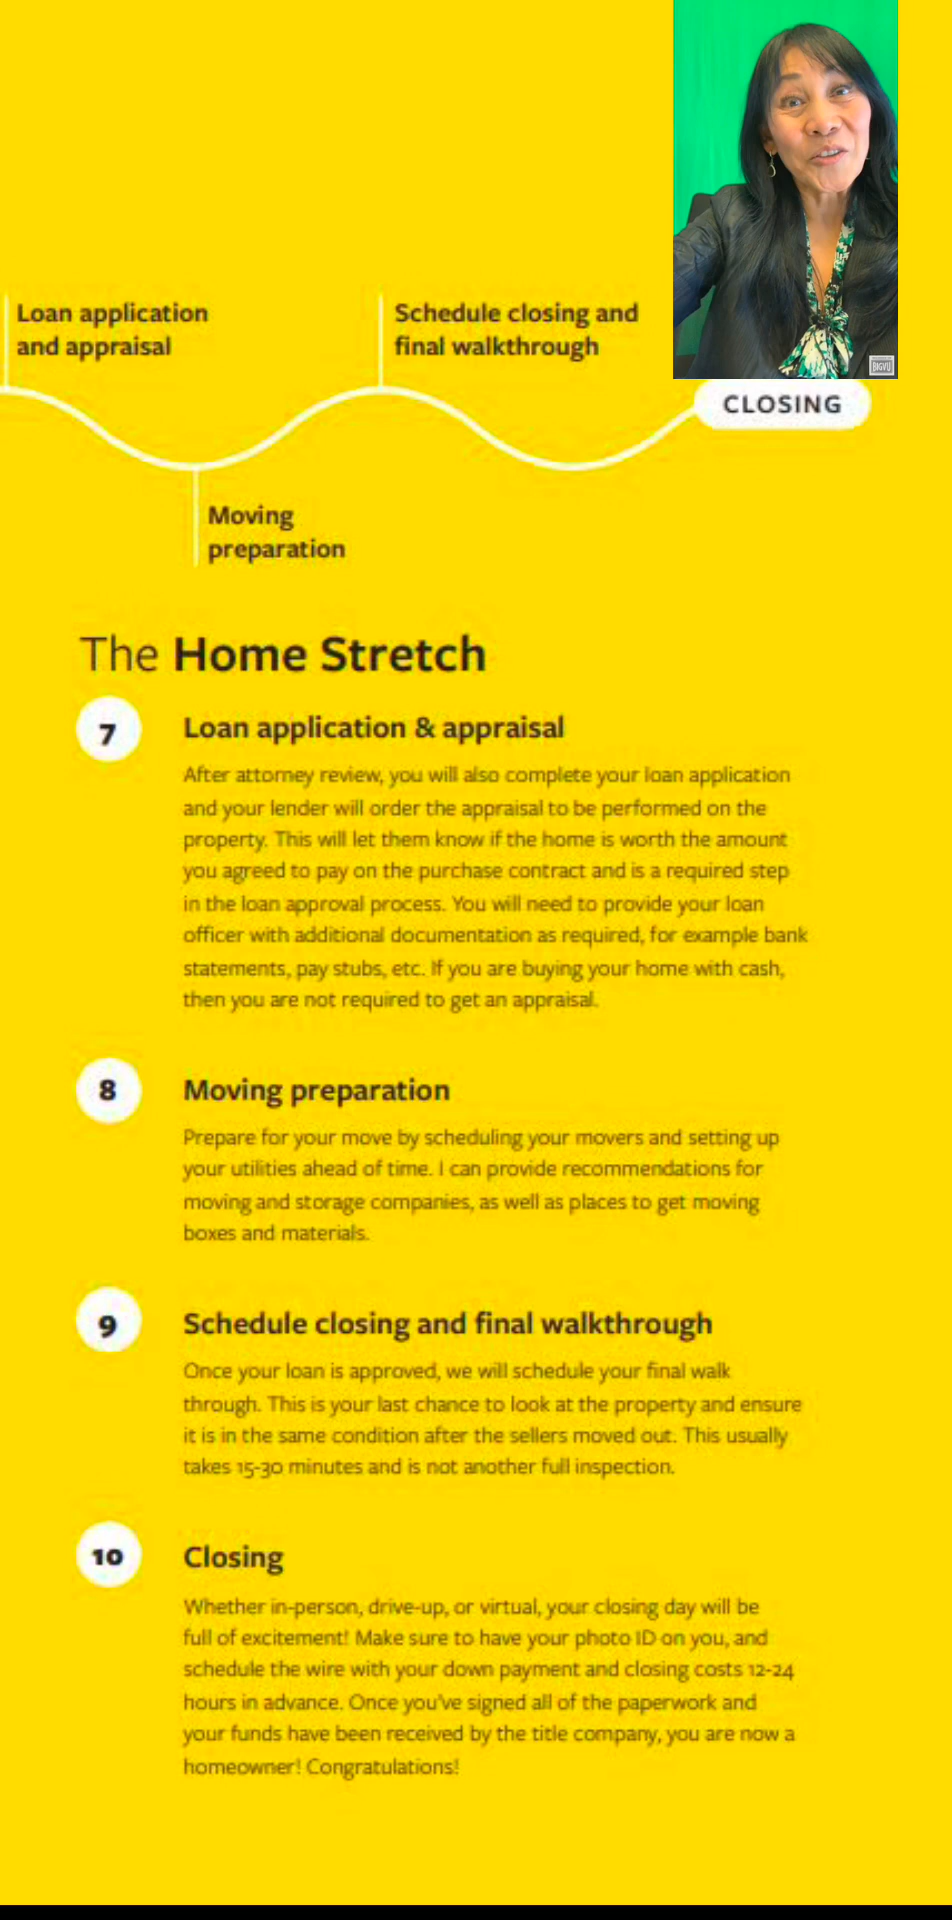 Loan application
and appraisal
Schedule closing and
final walkthrough
BIGVU
CLOSING
Moving
preparation
The Home Stretch
7
Loan application & appraisal
After attorney review, you will also complete your loan application
and your lender will order the appraisal to be performed on the
property. This will let them know if the home is worth the amount
you agreed to pay on the purchase contract and is a required step
in the loan approval process. You will need to provide your loan
officer with additional documentation as required, for example bank
statements, pay stubs, etc. If you are buying your home with cash,
then you are not required to get an appraisal.
8
Moving preparation
Prepare for your move by scheduling your movers and setting up
your utilities ahead of time. I can provide recommendations for
moving and storage companies, as well as places to get moving
boxes and materials.
9
Schedule closing and final walkthrough
Once your loan is approved, we will schedule your final walk
through. This is your last chance to look at the property and ensure
it is in the same condition after the sellers moved out. This usually
takes 15-30 minutes and is not another full inspection.
10
Closing
Whether in-person, drive-up, or virtual, your closing day will be
full of excitement! Make sure to have your photo ID on you, and
schedule the wire with your down payment and closing costs 12-24
hours in advance. Once you've signed all of the paperwork and
your funds have been received by the title company, you are now a
homeowner! Congratulations!